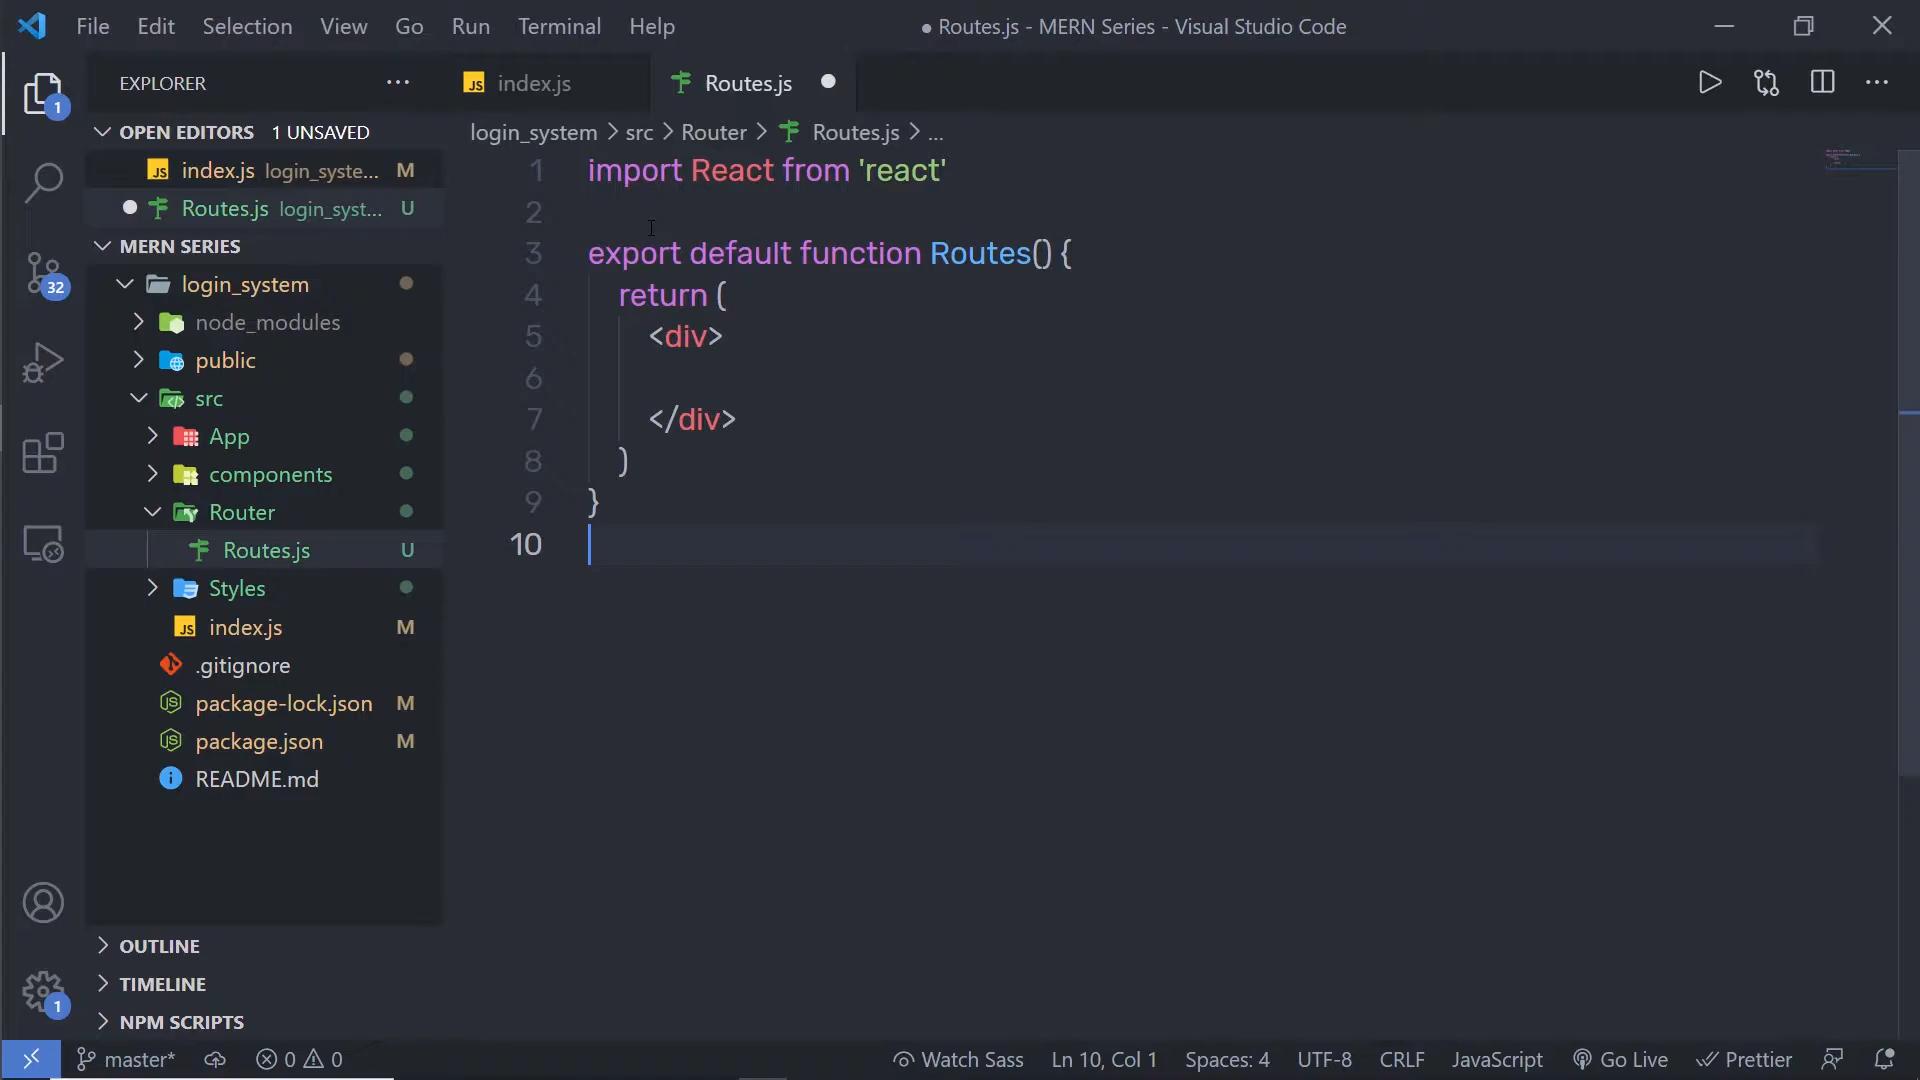 File Edit Selection View Go Run Terminal Help ● Routes.js - MERN Series - Visual Studio Code
EXPLORER ··· JS index.js Routes.js
1
OPEN EDITORS 1 UNSAVED
login_system > src > Router > Routes.js > ...
JS index.js login_syste... M
Routes.js login_syst... U
MERN SERIES
login_system
node_modules
public
src
App
components
Router
Routes.js U
Styles
JS index.js M
.gitignore
package-lock.json M
package.json M
README.md
32
1 import React from 'react'
2
3 export default function Routes() {
4 return (
5 <div>
6
7 </div>
8 )
9 }
10
OUTLINE
TIMELINE
1
NPM SCRIPTS
master* 0 0 Watch Sass Ln 10, Col 1 Spaces: 4 UTF-8 CRLF JavaScript Go Live Prettier